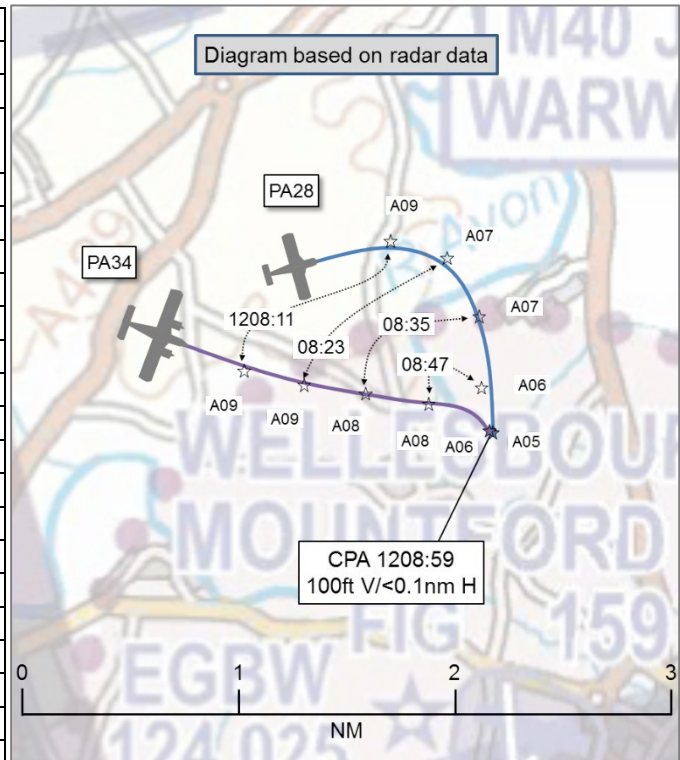 Diagram based on radar data
M40 J
WARW
PA28
A09
A07
PA34
Avon
1208:11
08:23
08:35
A07
08:47
A06
A09
A09
A08
A08
A06
A05
WELLESBOU
MOUNTFORD
CPA 1208:59
100ft V/<0.1nm H
FIG
159
EGBW
124.025
0 1 2 3
NM